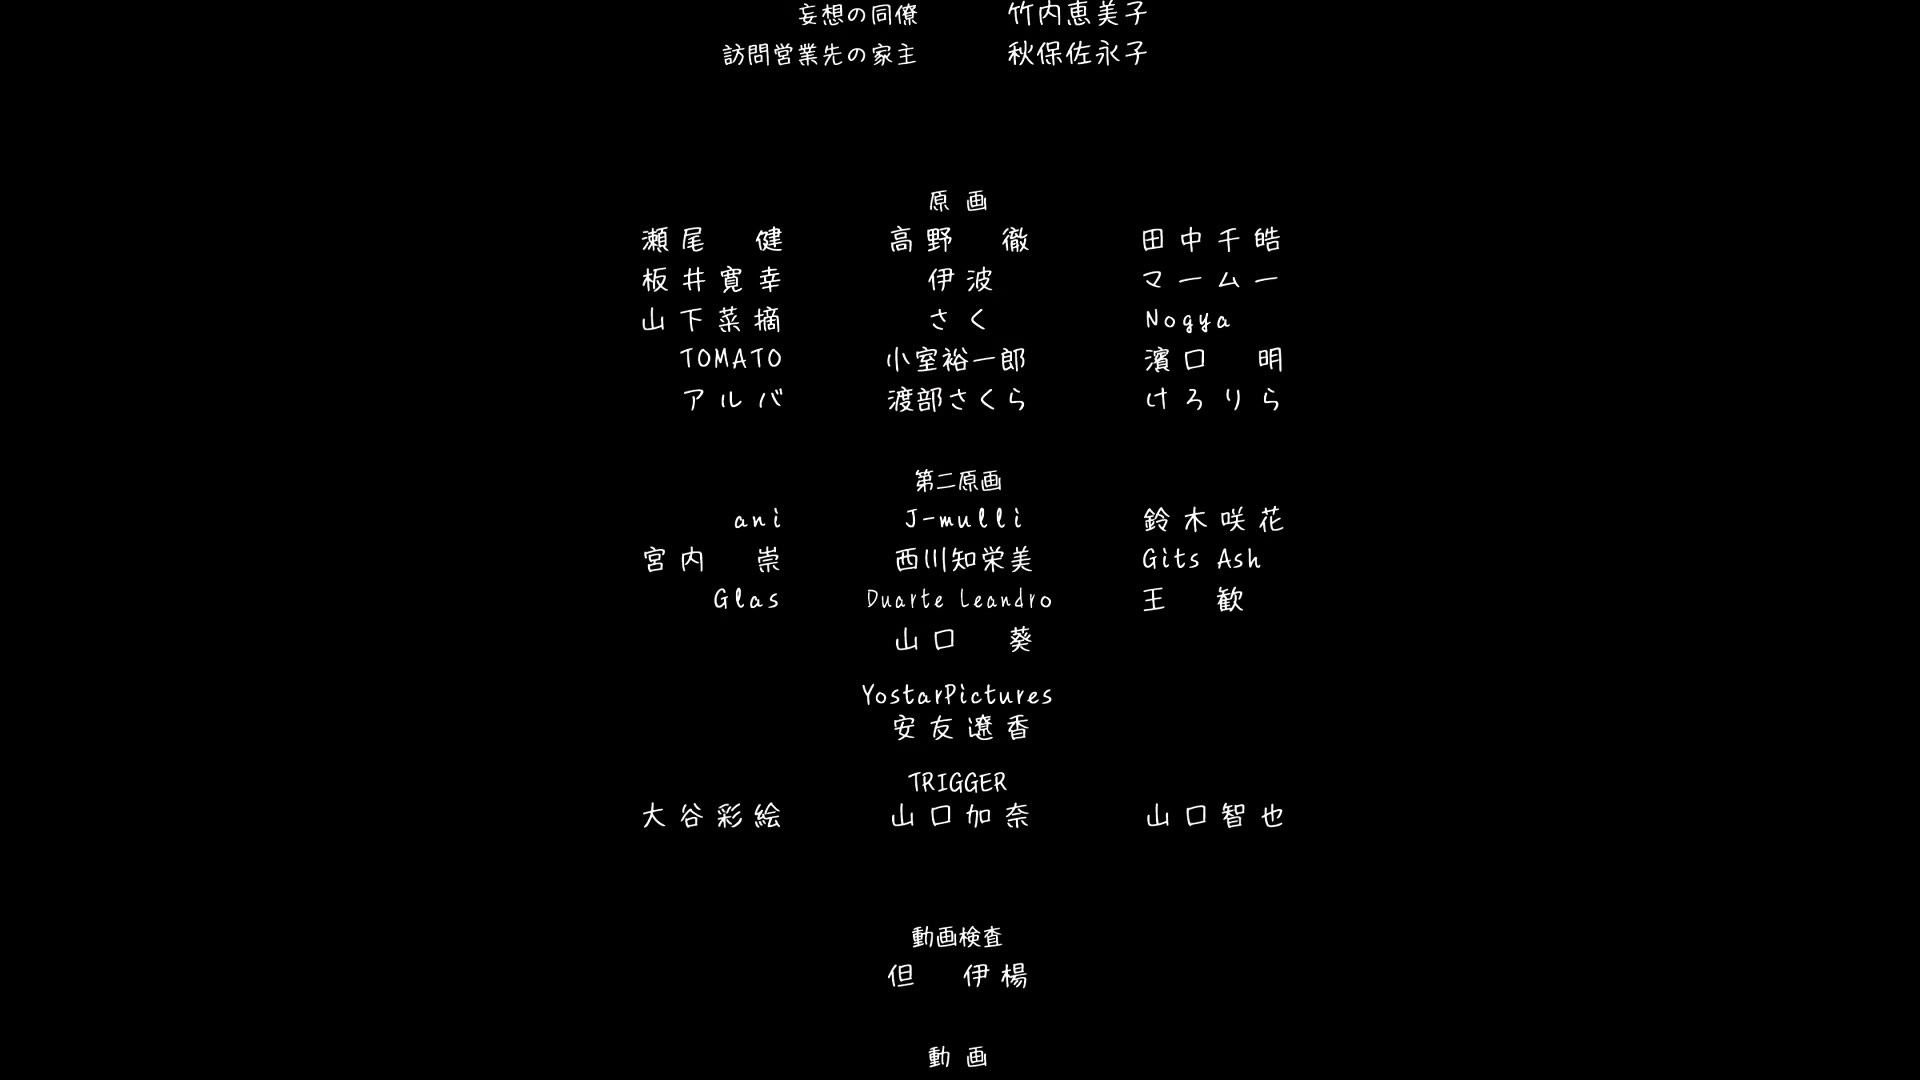 妄想の同僚 竹内恵美子
訪問営業先の家主 秋保佐永子
原画
瀬尾 健 高野 徹 田中千皓
板井寛幸 伊波 マームー
山下菜摘 さく Nogya
TOMATO 小室裕一郎 濱口 明
アルバ 渡部さくら けろりら
第二原画
ani J-mulli 鈴木咲花
宮内 崇 西川知栄美 Gits Ash
Glas Duarte Leandro 王 歓
山口 葵
YostarPictures
安友遼香
TRIGGER
大谷彩絵 山口加奈 山口智也
動画検査
但 伊楊
動画